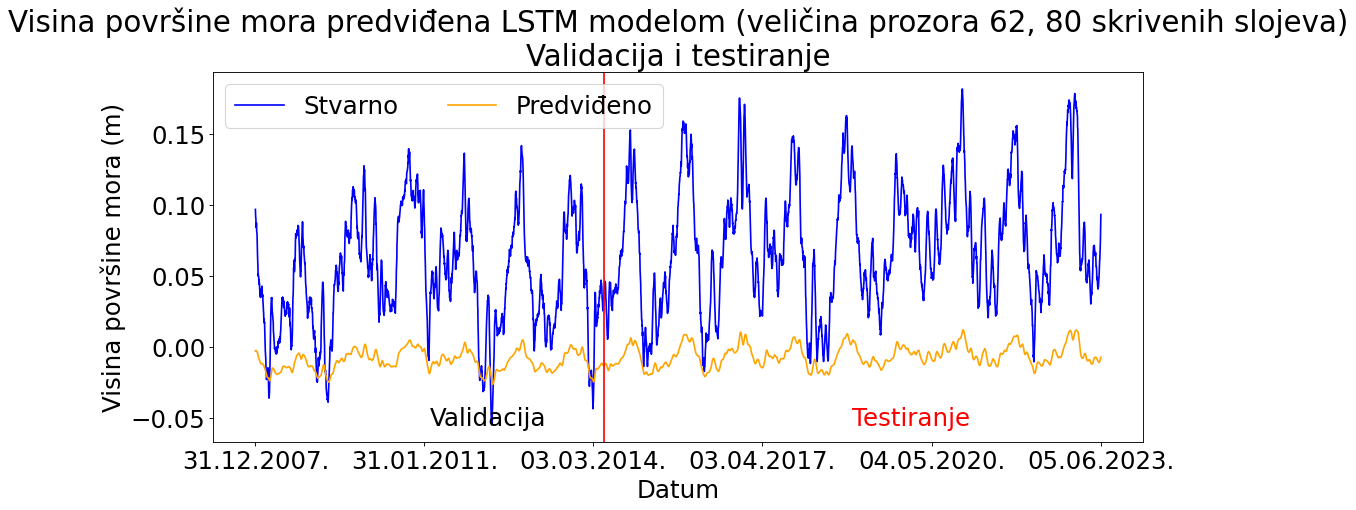 Visina površine mora predviđena LSTM modelom (veličina prozora 62, 80 skrivenih slojeva)
Validacija i testiranje
Stvarno
Predviđeno
Visina površine mora (m)
0.15
0.10
0.05
0.00
−0.05
Validacija
Testiranje
31.12.2007.
31.01.2011.
03.03.2014.
03.04.2017.
04.05.2020.
05.06.2023.
Datum